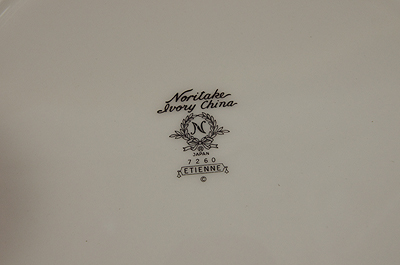 Noritake
Ivory China
N
JAPAN
7260
ETIENNE
©